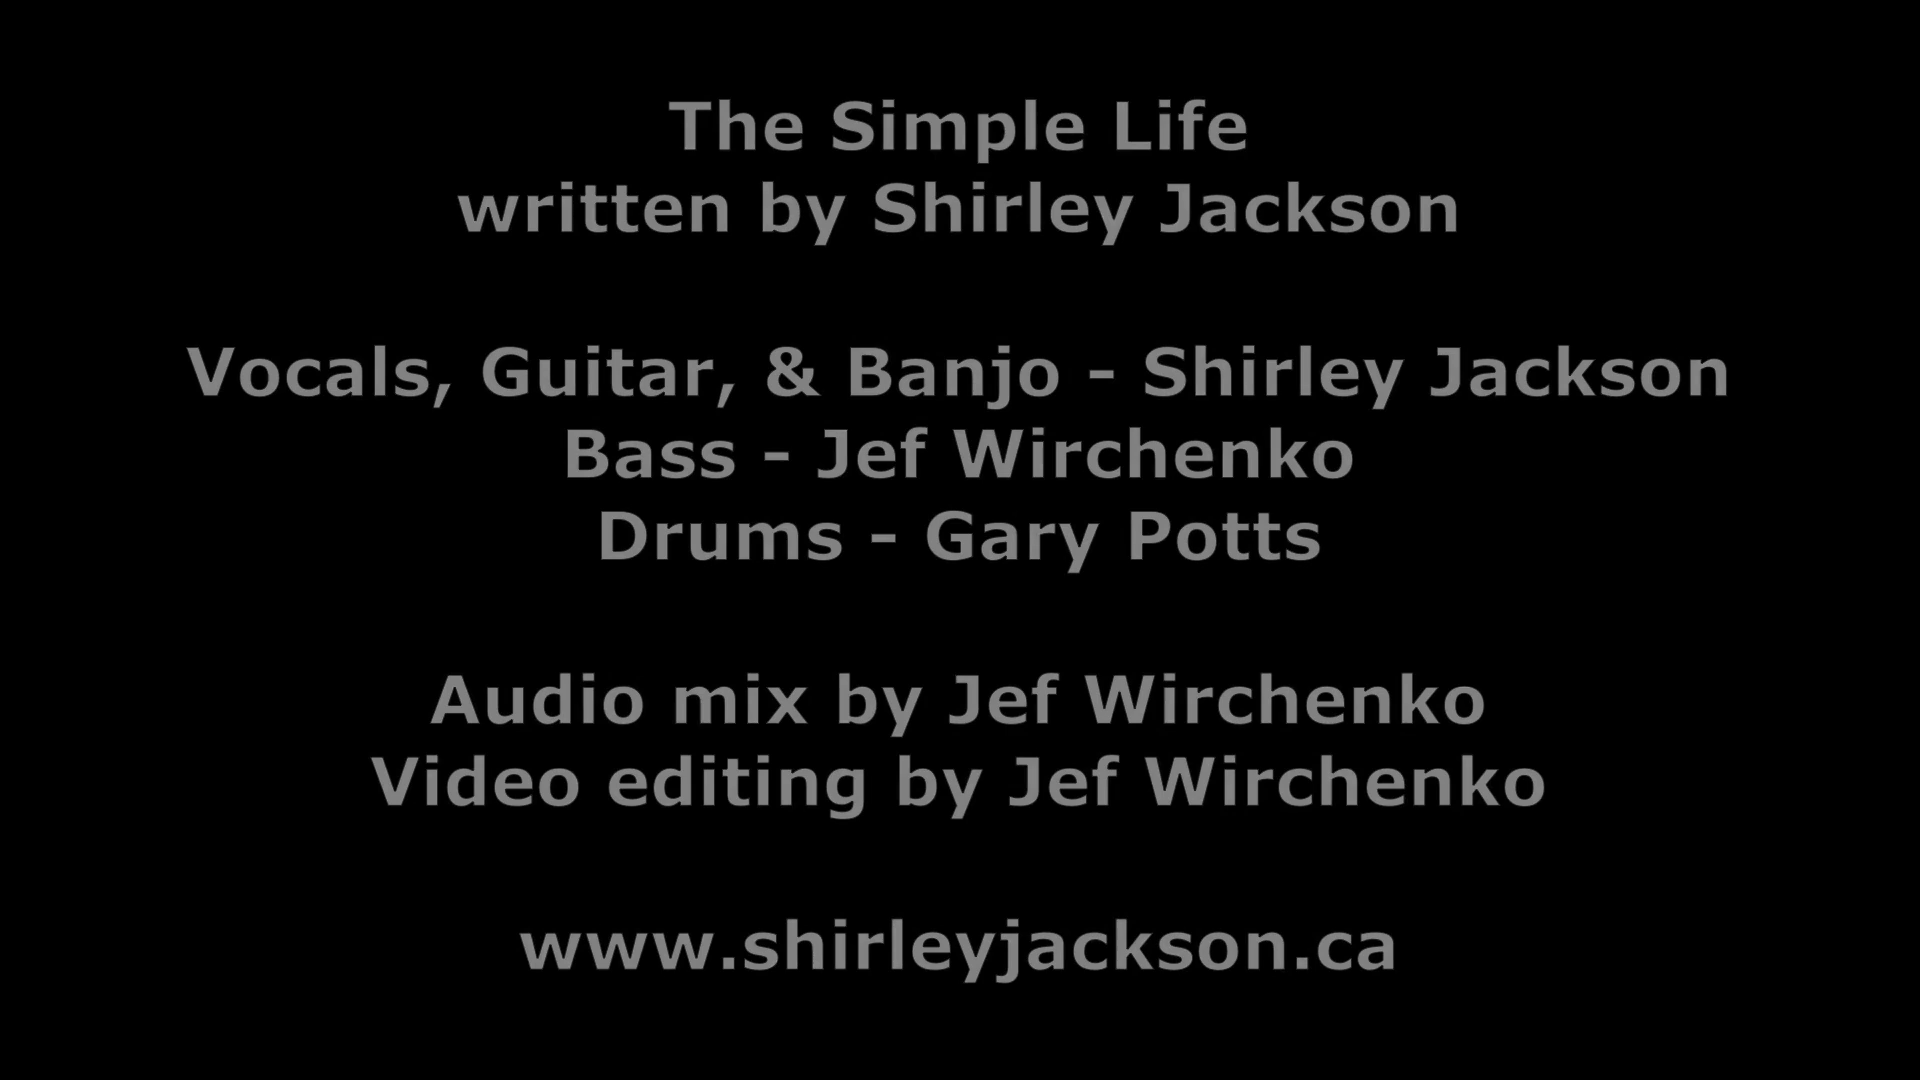 The Simple Life
written by Shirley Jackson
Vocals, Guitar, & Banjo - Shirley Jackson
Bass - Jef Wirchenko
Drums - Gary Potts
Audio mix by Jef Wirchenko
Video editing by Jef Wirchenko
www.shirleyjackson.ca